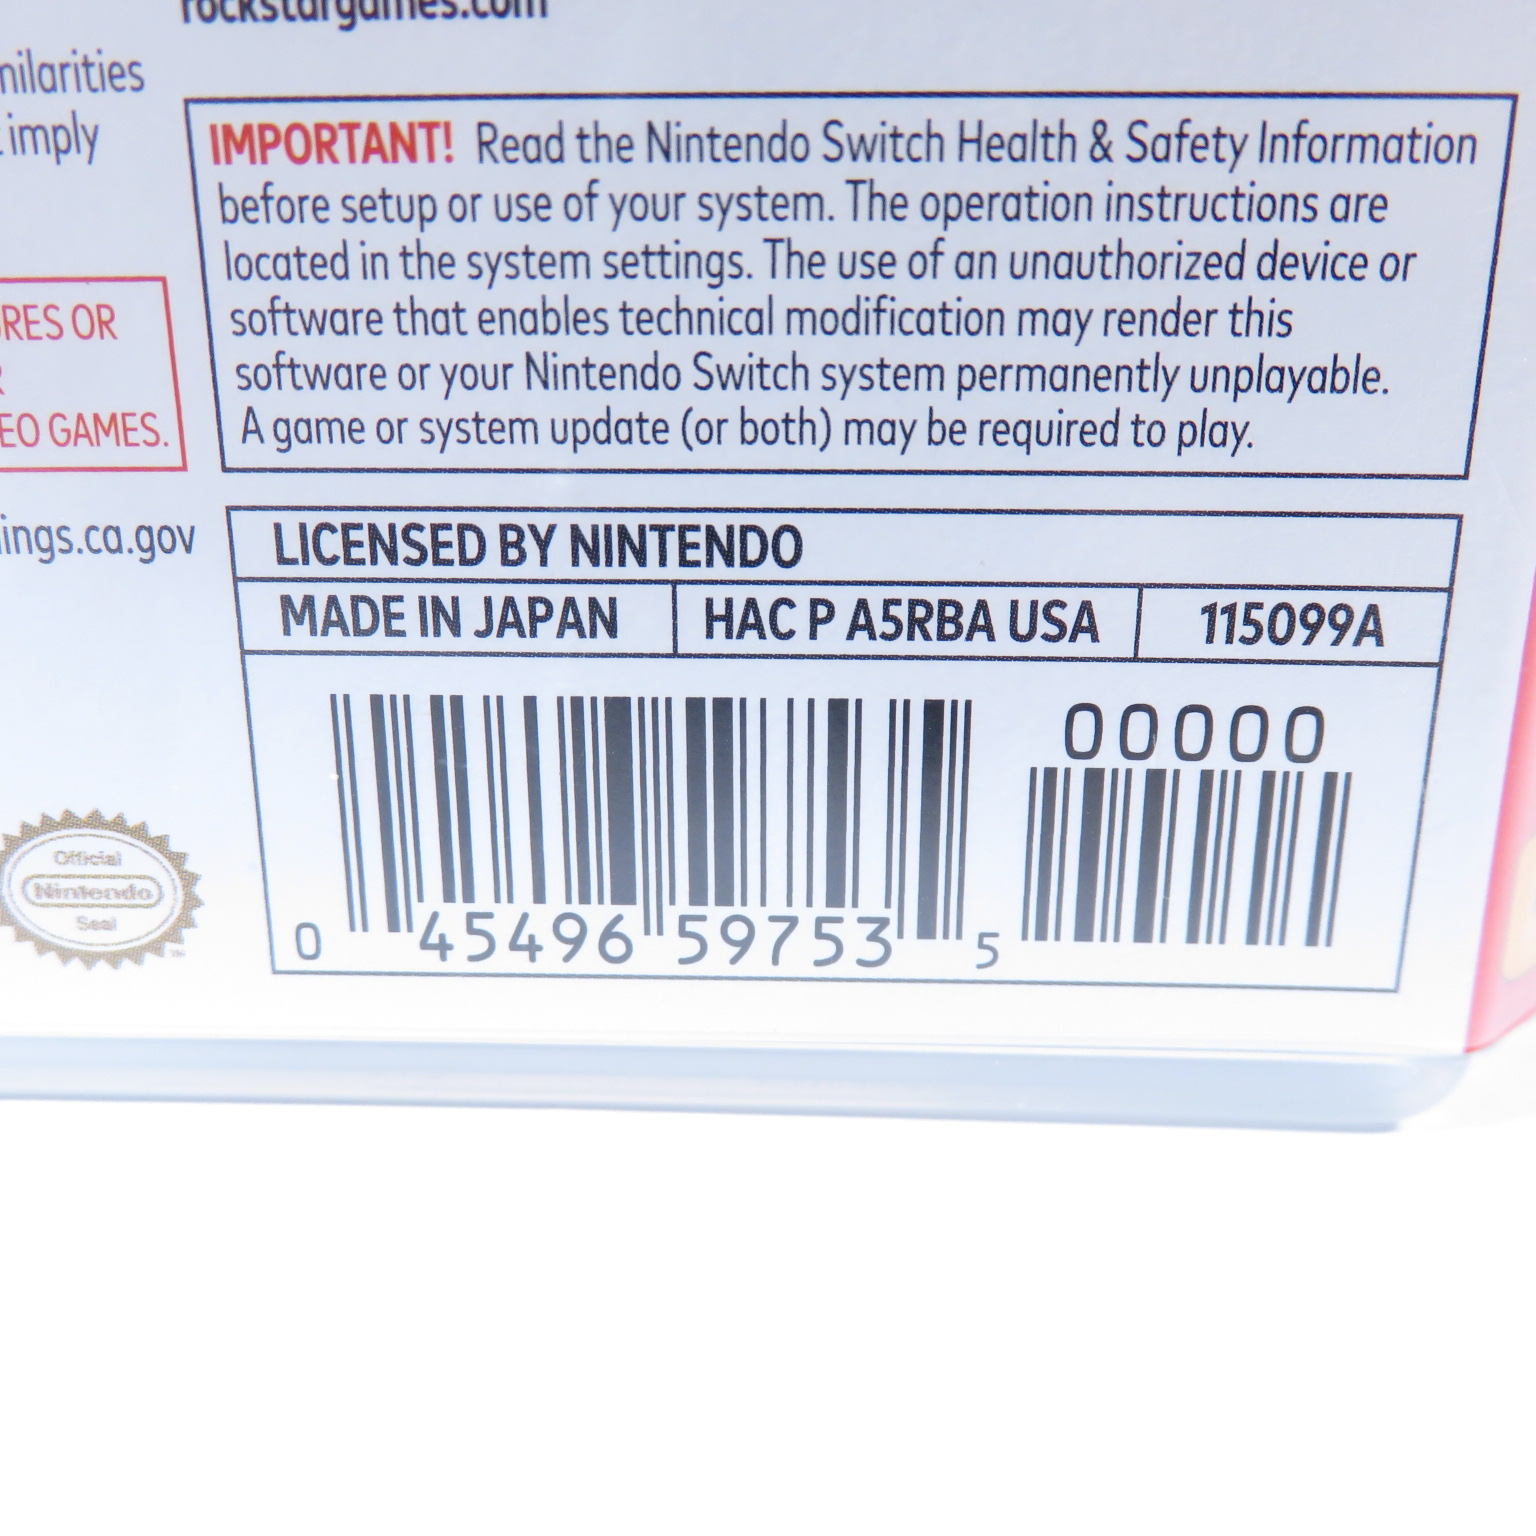 rockstargames.com
milarities
imply
IMPORTANT! Read the Nintendo Switch Health & Safety Information
before setup or use of your system. The operation instructions are
located in the system settings. The use of an unauthorized device or
software that enables technical modification may render this
software or your Nintendo Switch system permanently unplayable.
A game or system update (or both) may be required to play.
RES OR
R
EO GAMES.
ings.ca.gov
LICENSED BY NINTENDO
MADE IN JAPAN HAC P A5RBA USA 115099A
00000
0 45496 59753 5
Official
Nintendo
Seal